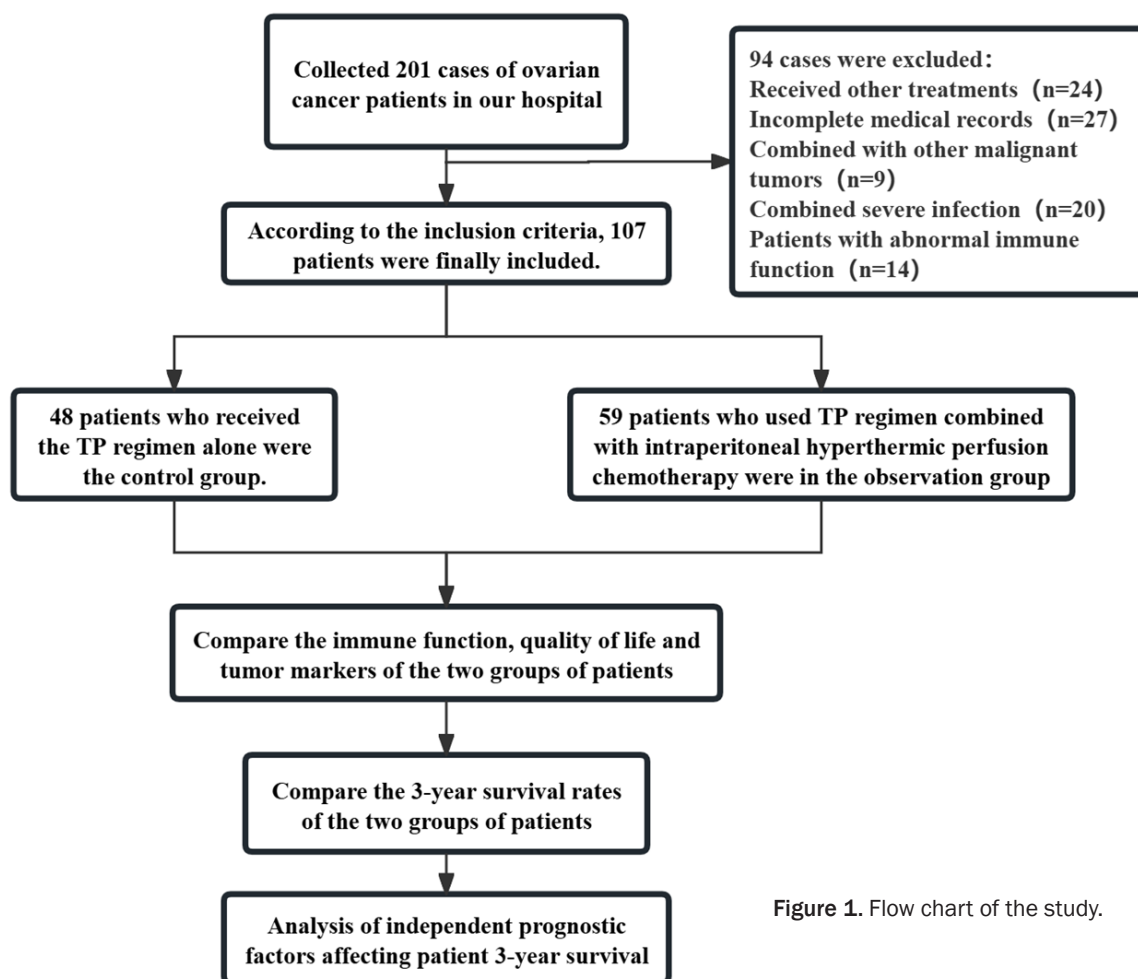 Collected 201 cases of ovarian
cancer patients in our hospital
94 cases were excluded：
Received other treatments（n=24）
Incomplete medical records（n=27）
Combined with other malignant
tumors（n=9）
Combined severe infection（n=20）
Patients with abnormal immune
function（n=14）
According to the inclusion criteria, 107
patients were finally included.
48 patients who received
the TP regimen alone were
the control group.
59 patients who used TP regimen combined
with intraperitoneal hyperthermic perfusion
chemotherapy were in the observation group
Compare the immune function, quality of life and
tumor markers of the two groups of patients
Compare the 3-year survival rates
of the two groups of patients
Analysis of independent prognostic
factors affecting patient 3-year survival
Figure 1. Flow chart of the study.